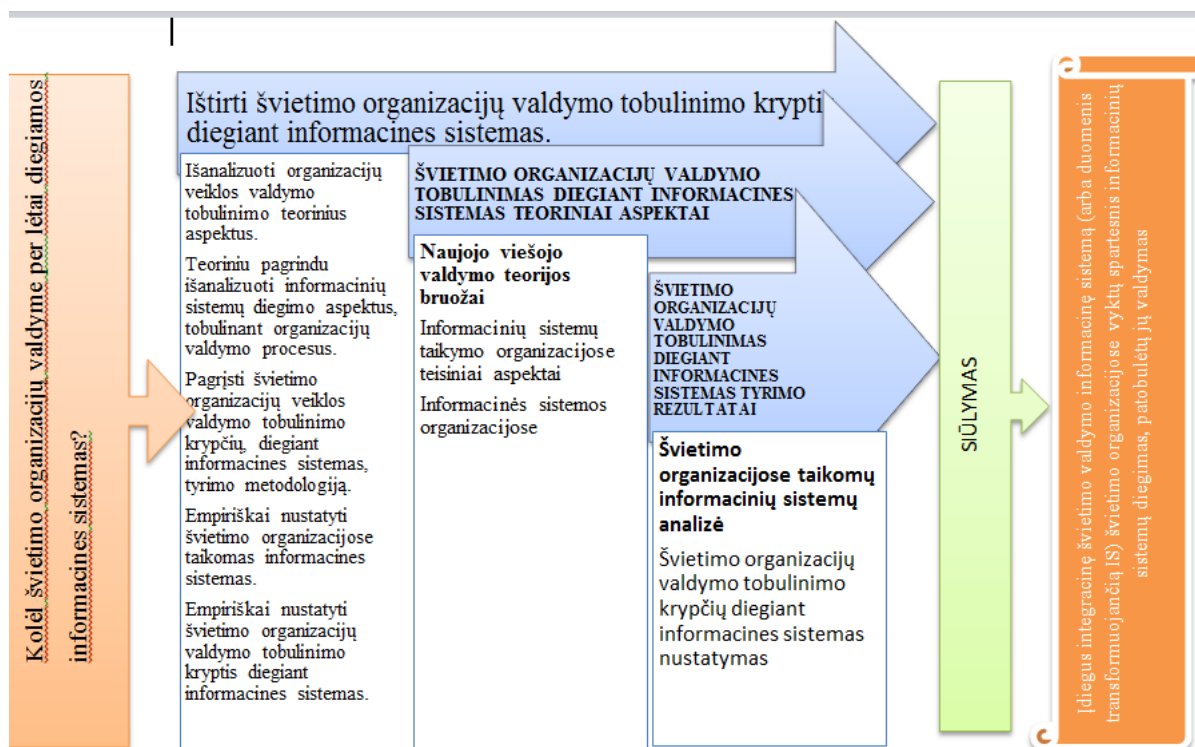 Kolėl švietimo organizacijų valdyme per lėtai diegiamos
informacines sistemas?
Ištirti švietimo organizacijų valdymo tobulinimo krypti
diegiant informacines sistemas.
Išanalizuoti organizacijų
veiklos valdymo
tobulinimo teorinius
aspektus.
Teoriniu pagrindu
išanalizuoti informacinių
sistemų diegimo aspektus,
tobulinant organizacijų
valdymo procesus.
Pagrįsti švietimo
organizacijų veiklos
valdymo tobulinimo
krypčių, diegiant
informacines sistemas,
tyrimo metodologiją.
Empiriškai nustatyti
švietimo organizacijose
taikomas informacines
sistemas.
Empiriškai nustatyti
švietimo organizacijų
valdymo tobulinimo
kryptis diegiant
informacines sistemas.
ŠVIETIMO ORGANIZACIJŲ VALDYMO
TOBULINIMAS DIEGIANT INFORMACINES
SISTEMAS TEORINIAI ASPEKTAI
Naujojo viešojo
valdymo teorijos
bruožai
Informacinių sistemų
taikymo organizacijose
teisiniai aspektai
Informacinės sistemos
organizacijose
ŠVIETIMO
ORGANIZACIJŲ
VALDYMO
TOBULINIMAS
DIEGIANT
INFORMACINES
SISTEMAS TYRIMO
REZULTATAI
Švietimo
organizacijose taikomų
informacinių sistemų
analizė
Švietimo organizacijų
valdymo tobulinimo
krypčių diegiant
informacines sistemas
nustatymas
SIŪLYMAS
Įdiegus integracinę švietimo valdymo informacinę sistemą (arba duomenis
transformuojančią IS) švietimo organizacijose vyktų spartesnis informacinių
sistemų diegimas, patobulėtų jų valdymas